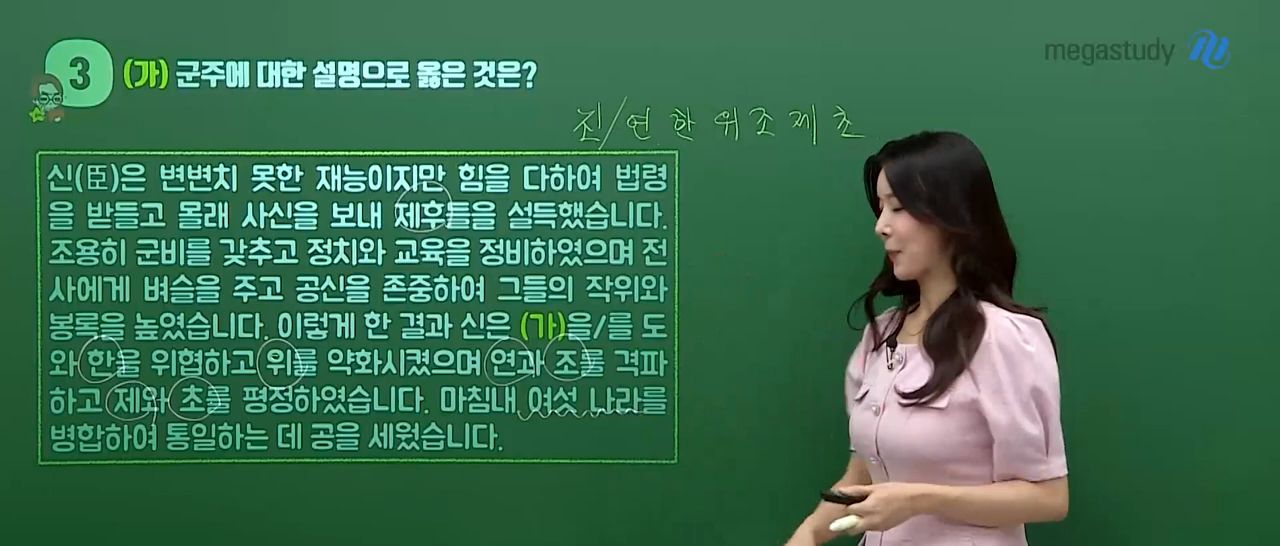 megastudy
3 (가) 군주에 대한 설명으로 옳은 것은?
진/연 한 위 조 제 초
신(臣)은 변변치 못한 재능이지만 힘을 다하여 법령
을 받들고 몰래 사신을 보내 제후들을 설득했습니다.
조용히 군비를 갖추고 정치와 교육을 정비하였으며 전
사에게 벼슬을 주고 공신을 존중하여 그들의 작위와
봉록을 높였습니다. 이렇게 한 결과 신은 (가)을/를 도
와 한을 위협하고 위를 약화시켰으며 연과 조를 격파
하고 제와 초를 평정하였습니다. 마침내 여섯 나라를
병합하여 통일하는 데 공을 세웠습니다.